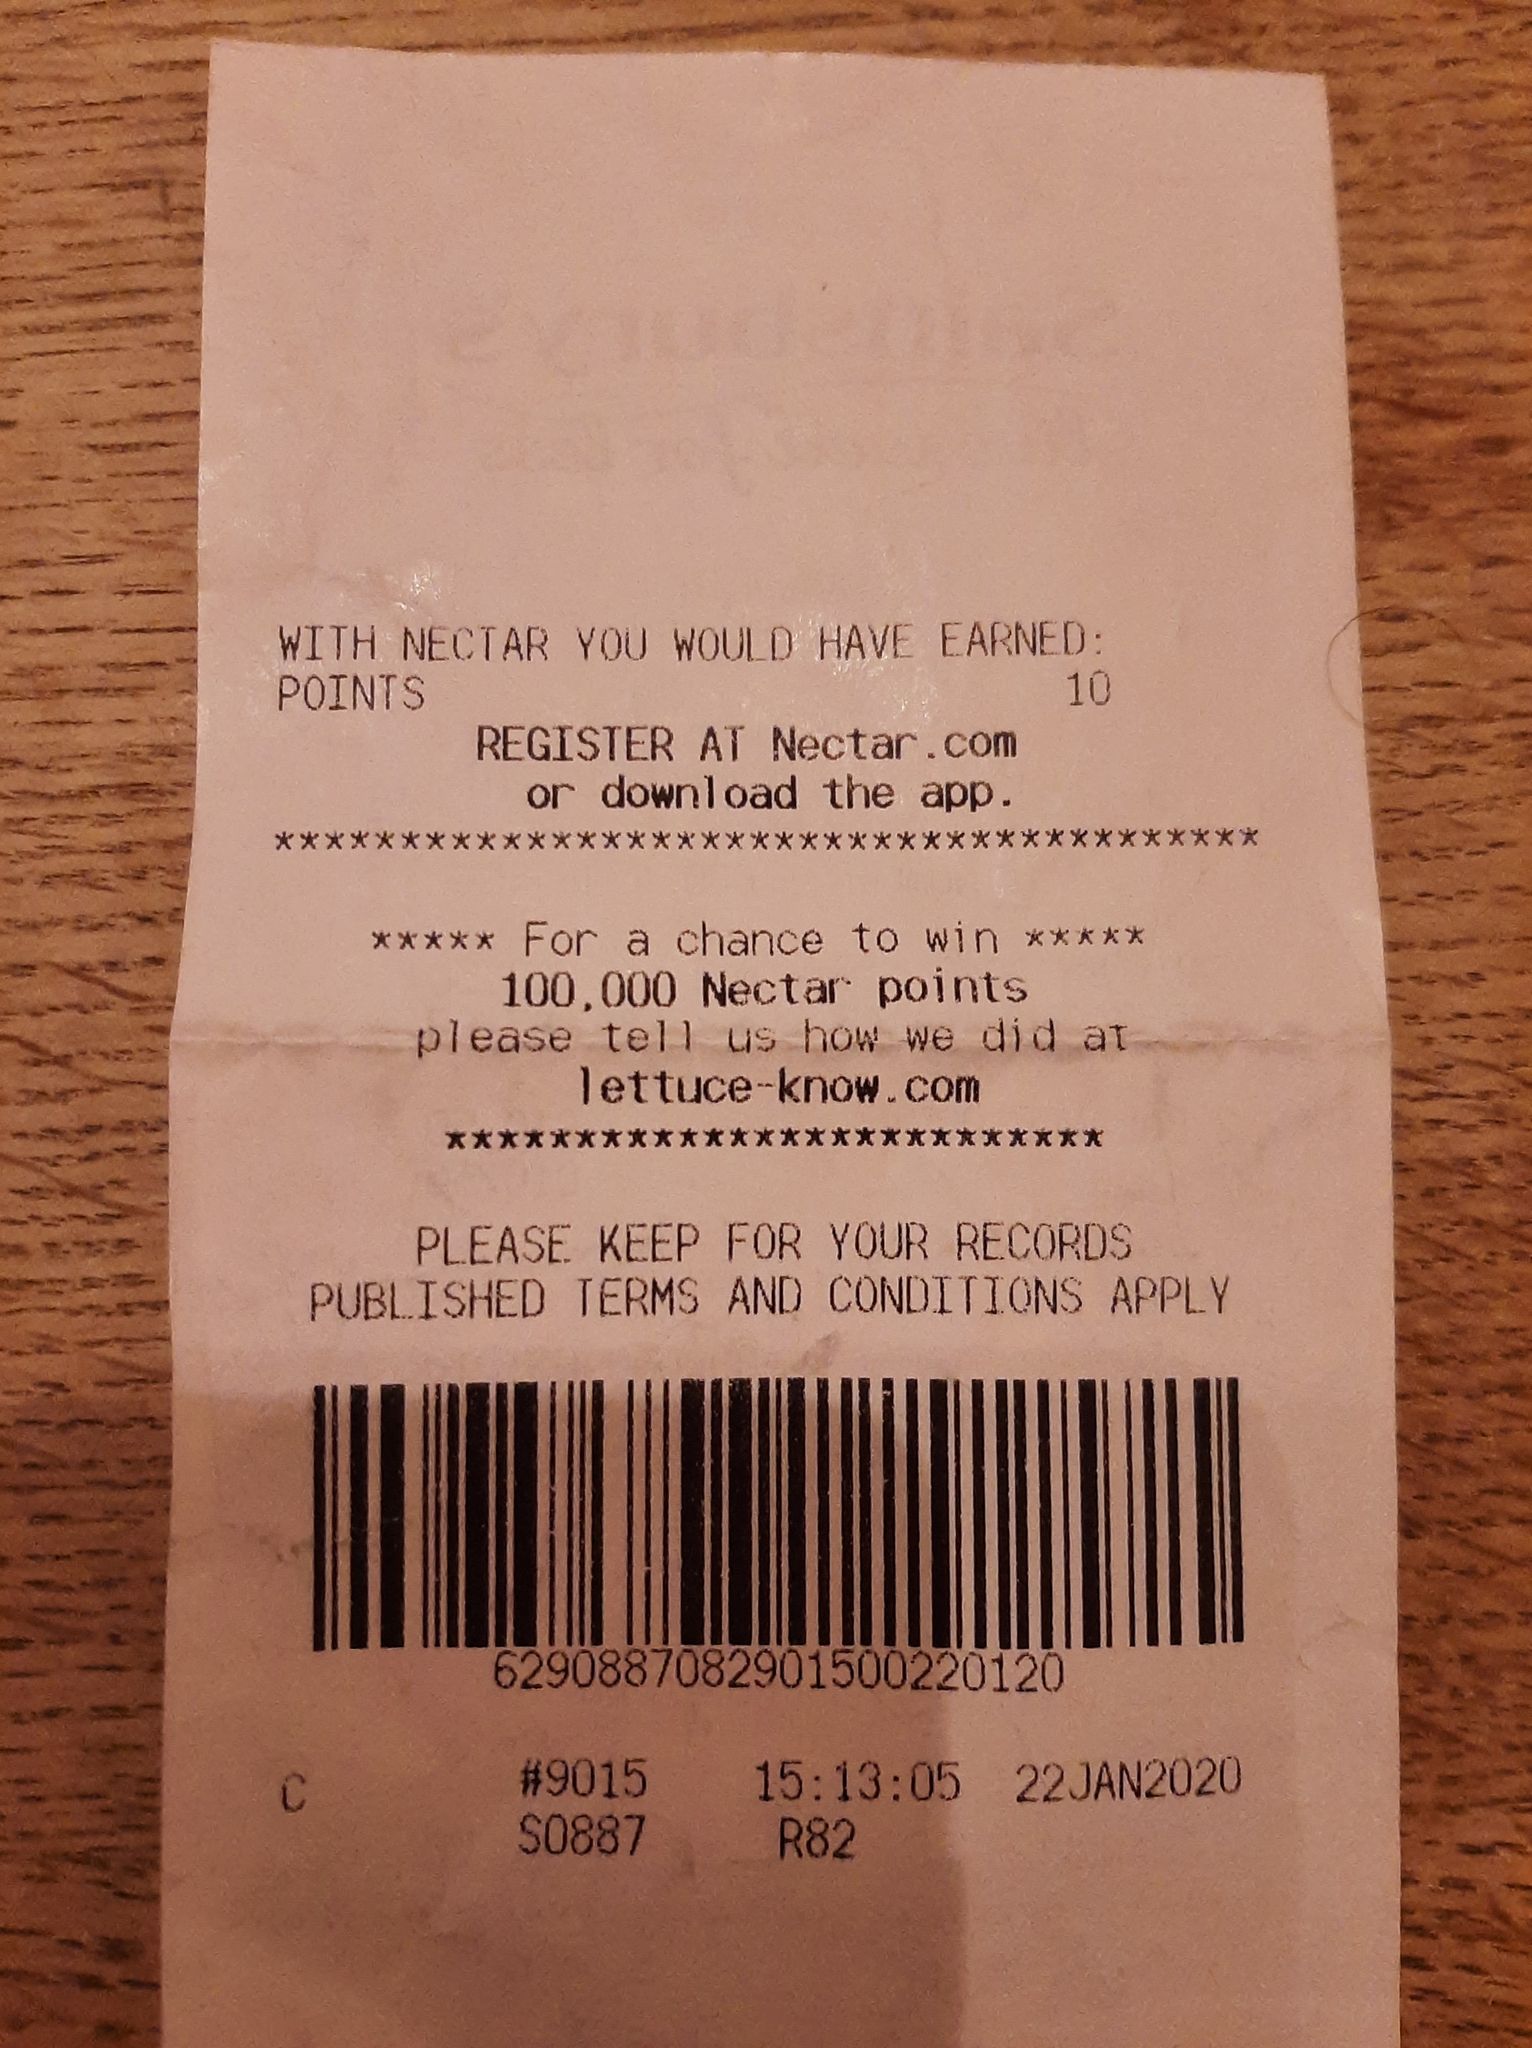 WITH NECTAR YOU WOULD HAVE EARNED:
POINTS 10
REGISTER AT Nectar.com
or download the app.
***************************************
***** For a chance to win *****
100,000 Nectar points
please tell us how we did at
lettuce-know.com
**************************
PLEASE KEEP FOR YOUR RECORDS
PUBLISHED TERMS AND CONDITIONS APPLY
6290887082901500220120
C #9015 15:13:05 22JAN2020
S0887 R82